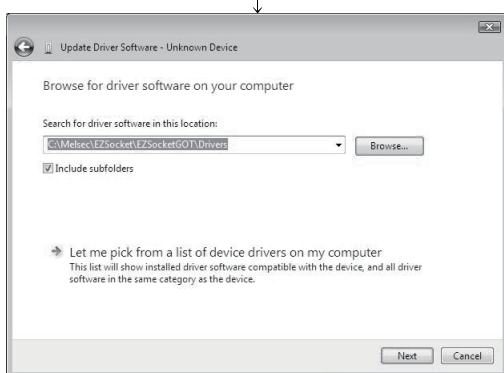 Update Driver Software - Unknown Device
Browse for driver software on your computer
Search for driver software in this location:
C:\Melsec\EZSocket\EZSocketGOT\Drivers
Browse...
Include subfolders
Let me pick from a list of device drivers on my computer
This list will show installed driver software compatible with the device, and all driver
software in the same category as the device.
Next
Cancel